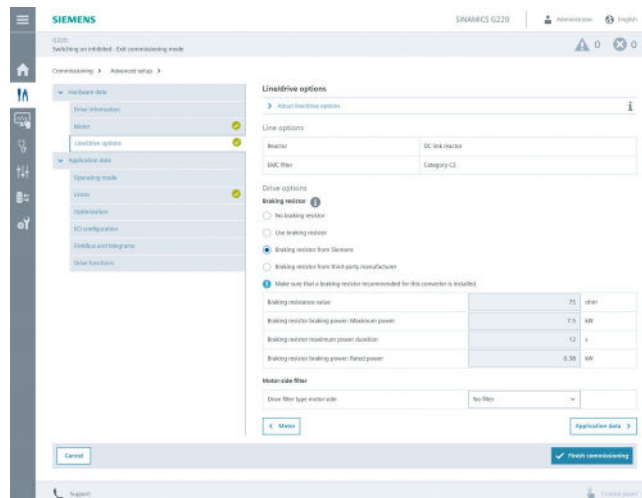 SIEMENS
SINAMICS G220
Administrator
English
G220:
Switching on inhibited - Exit commissioning mode
0
0
Commissioning > Advanced setup >
Hardware data
Drive information
Motor
Line/drive options
Application data
Operating mode
Limits
Optimization
I/O configuration
Fieldbus and telegrams
Drive functions
Line/drive options
About line/drive options
Line options
Reactor
DC link reactor
EMC filter
Category C2
Drive options
Braking resistor
No braking resistor
Use braking resistor
Braking resistor from Siemens
Braking resistor from third-party manufacturer
Make sure that a braking resistor recommended for this converter is installed.
Braking resistance value 75 ohm
Braking resistor braking power: Maximum power 7.5 kW
Braking resistor maximum power duration 12 s
Braking resistor braking power: Rated power 0.38 kW
Motor-side filter
Drive filter type motor side
No filter
Motor
Application data
Cancel
Finish commissioning
Support
Control panel